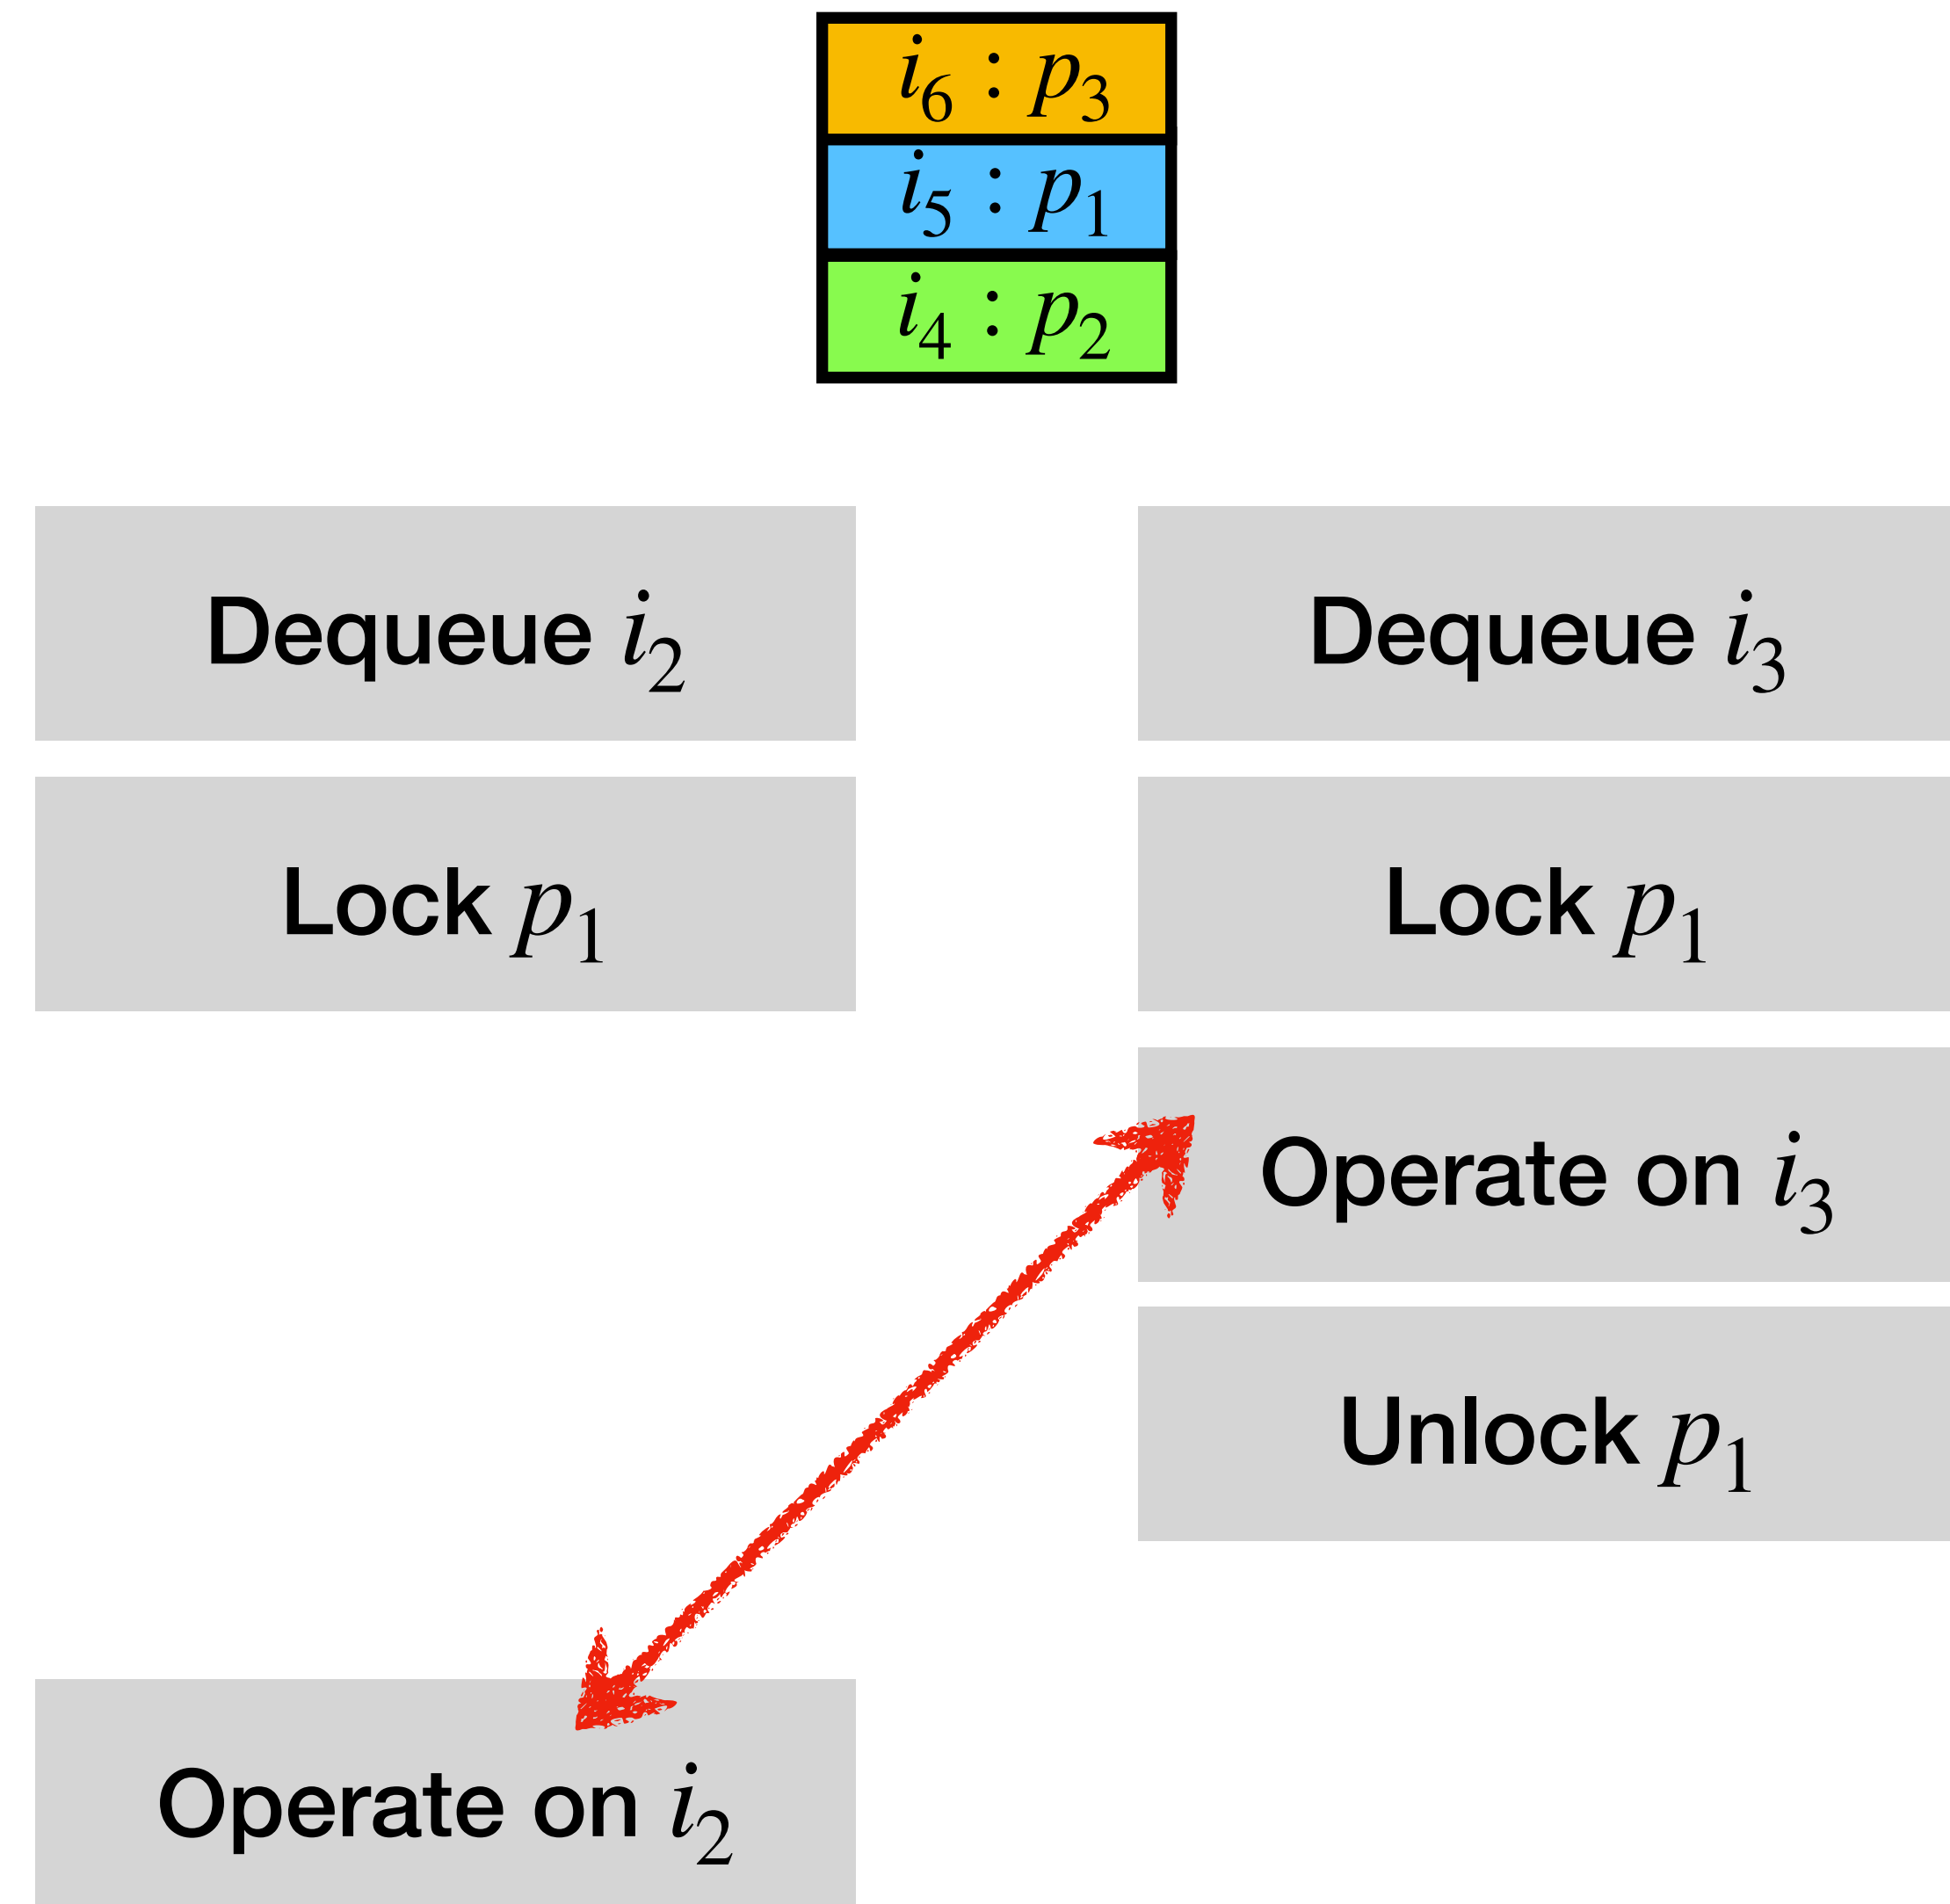 i₆ : p₃
i₅ : p₁
i₄ : p₂
Dequeue i₂
Dequeue i₃
Lock p₁
Lock p₁
Operate on i₃
Unlock p₁
Operate on i₂